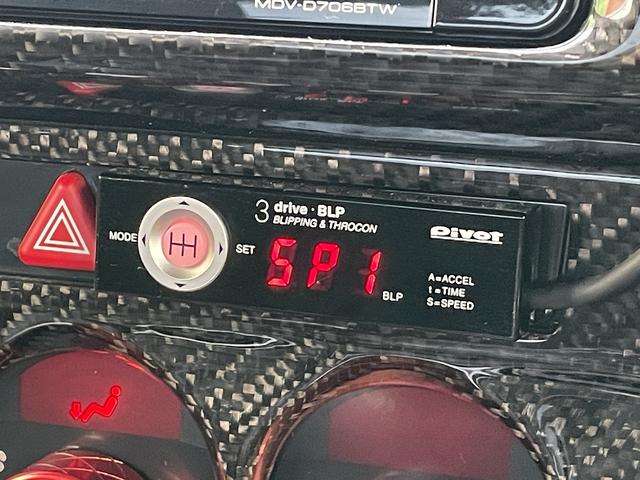 MDV-D706BTW
3 drive・BLP
BLIPPING & THROCON
Pivot
MODE
SET
SP1
BLP
A=ACCEL
t=TIME
S=SPEED